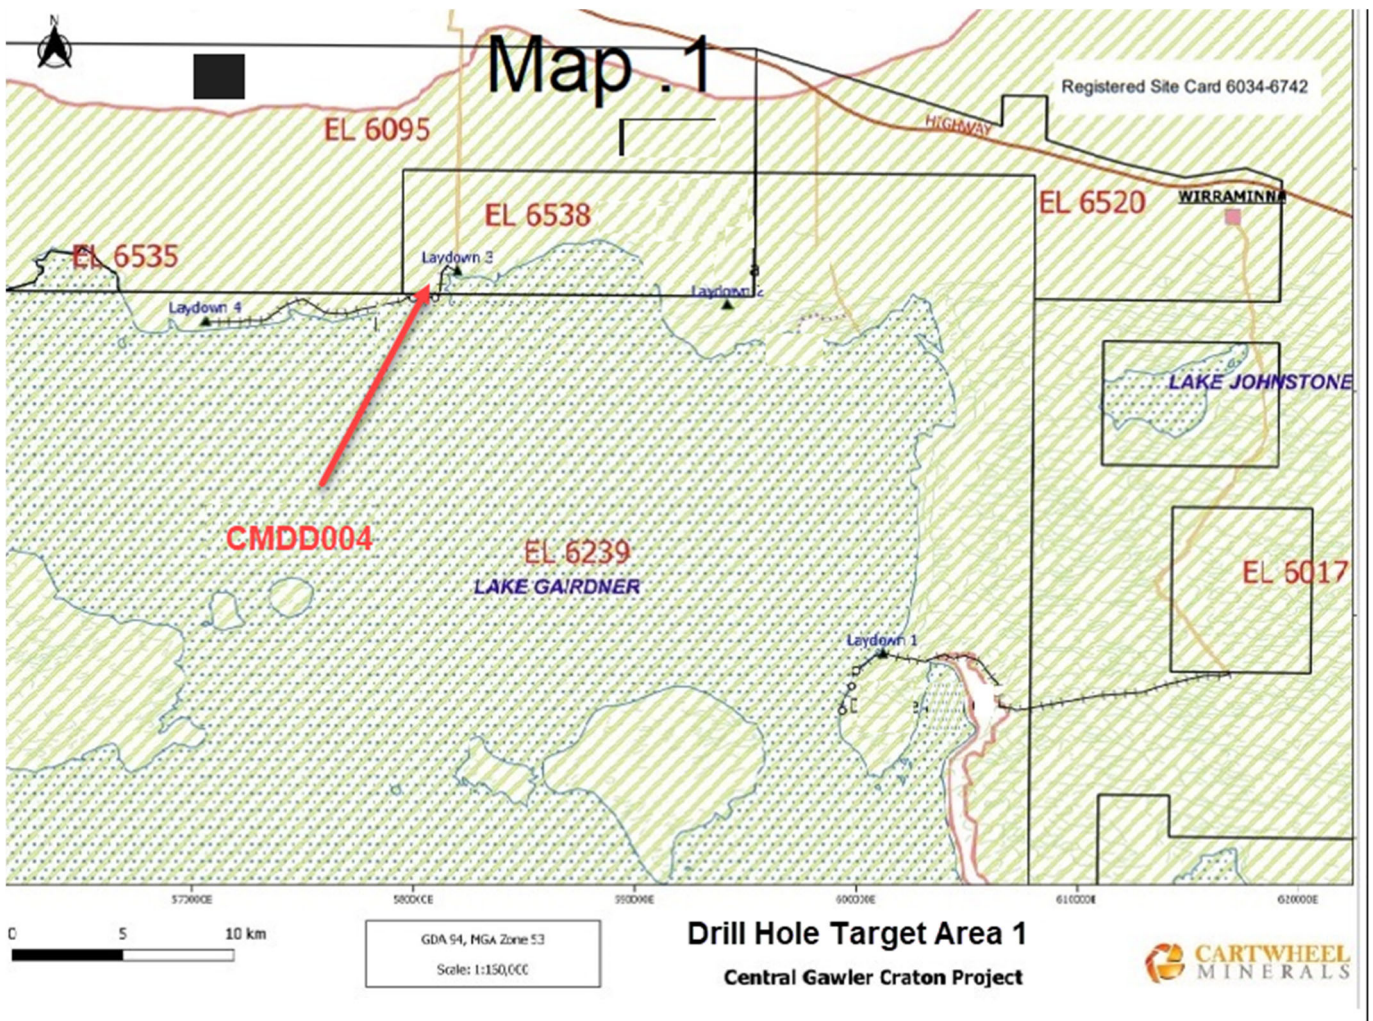 N
Map .1
Registered Site Card 6034-6742
EL 6095
HIGHWAY
EL 6538
EL 6520
WIRRAMINNA
EL 6535
Laydown 3
Laydown 4
Laydown 2
LAKE JOHNSTONE
CMDD004
EL 6239
LAKE GAIRDNER
EL 6017
Laydown 1
0 5 10 km
GDA 94, MGA Zone 53
Scale: 1:150,000
Drill Hole Target Area 1
Central Gawler Craton Project
CARTWHEEL
MINERALS